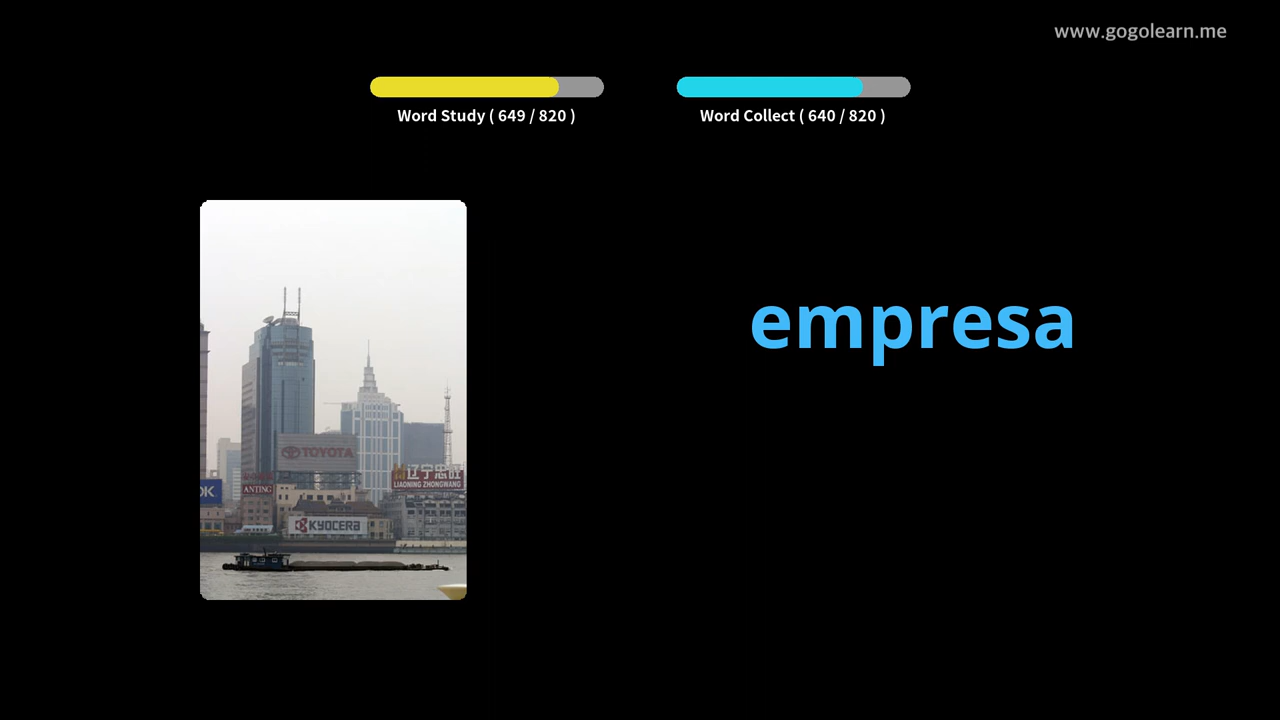 www.gogolearn.me
Word Study ( 649 / 820 )
Word Collect ( 640 / 820 )
empresa
TOYOTA
辽宁忠旺
LIAONING ZHONGWANG
OK
ANTING
KYOCERA